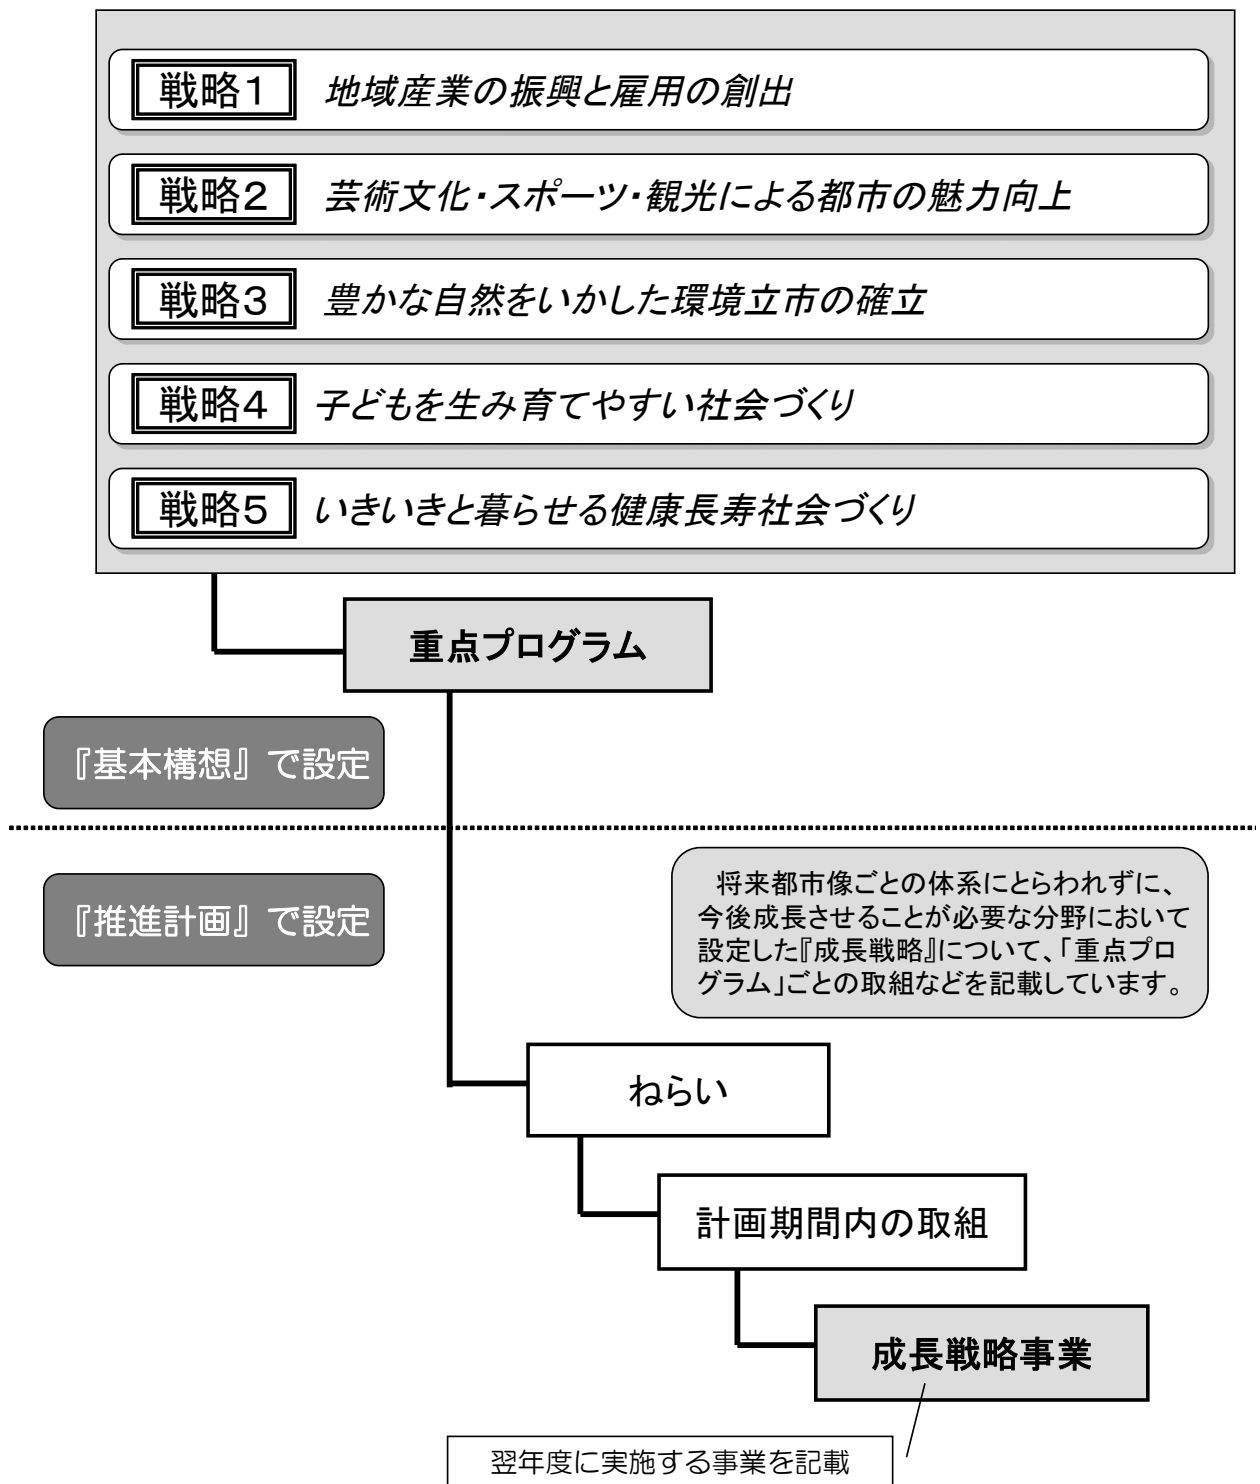 戦略1 地域産業の振興と雇用の創出
戦略2 芸術文化・スポーツ・観光による都市の魅力向上
戦略3 豊かな自然をいかした環境立市の確立
戦略4 子どもを生み育てやすい社会づくり
戦略5 いきいきと暮らせる健康長寿社会づくり
重点プログラム
『基本構想』で設定
『推進計画』で設定
将来都市像ごとの体系にとらわれずに、
今後成長させることが必要な分野において
設定した『成長戦略』について、「重点プロ
グラム」ごとの取組などを記載しています。
ねらい
計画期間内の取組
成長戦略事業
翌年度に実施する事業を記載